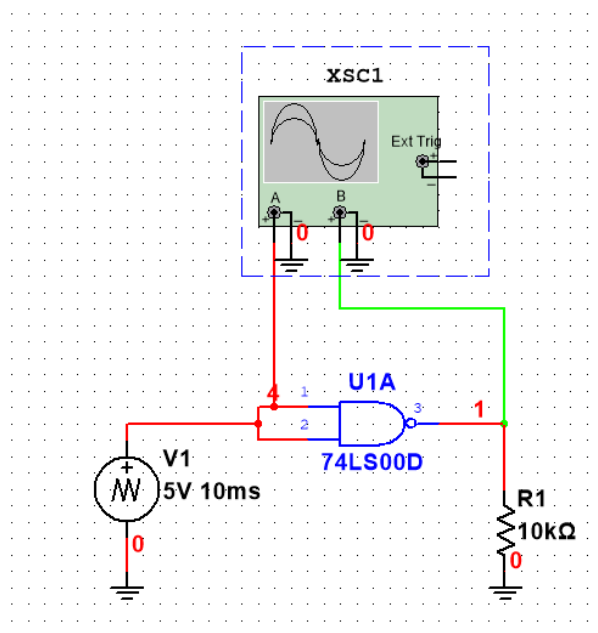 XSC1
Ext Trig
+
A
B
_
+
_
+
_
0
0
U1A
4
1
3
1
2
74LS00D
V1
+
5V 10ms
R1
10kΩ
0
0